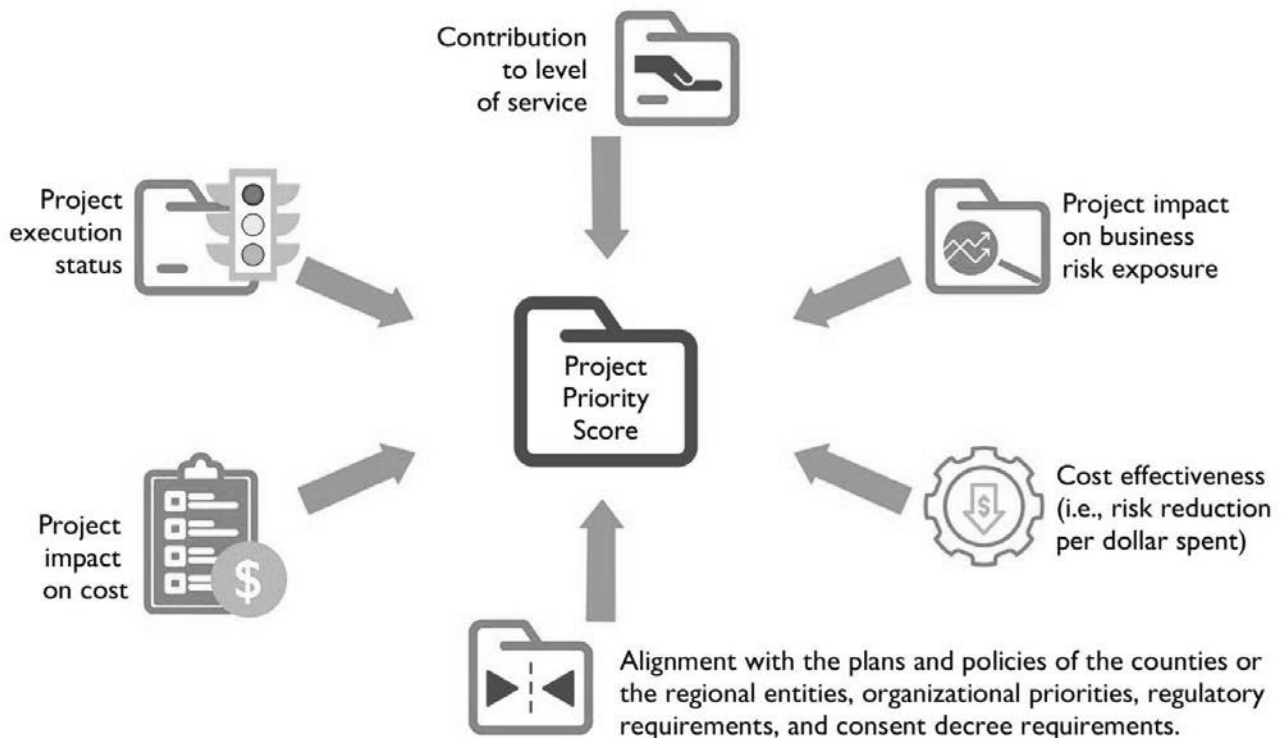 Contribution
to level
of service
Project
execution
status
Project impact
on business
risk exposure
Project
Priority
Score
Project
impact
on cost
$
Cost effectiveness
(i.e., risk reduction
per dollar spent)
$
Alignment with the plans and policies of the counties or
the regional entities, organizational priorities, regulatory
requirements, and consent decree requirements.